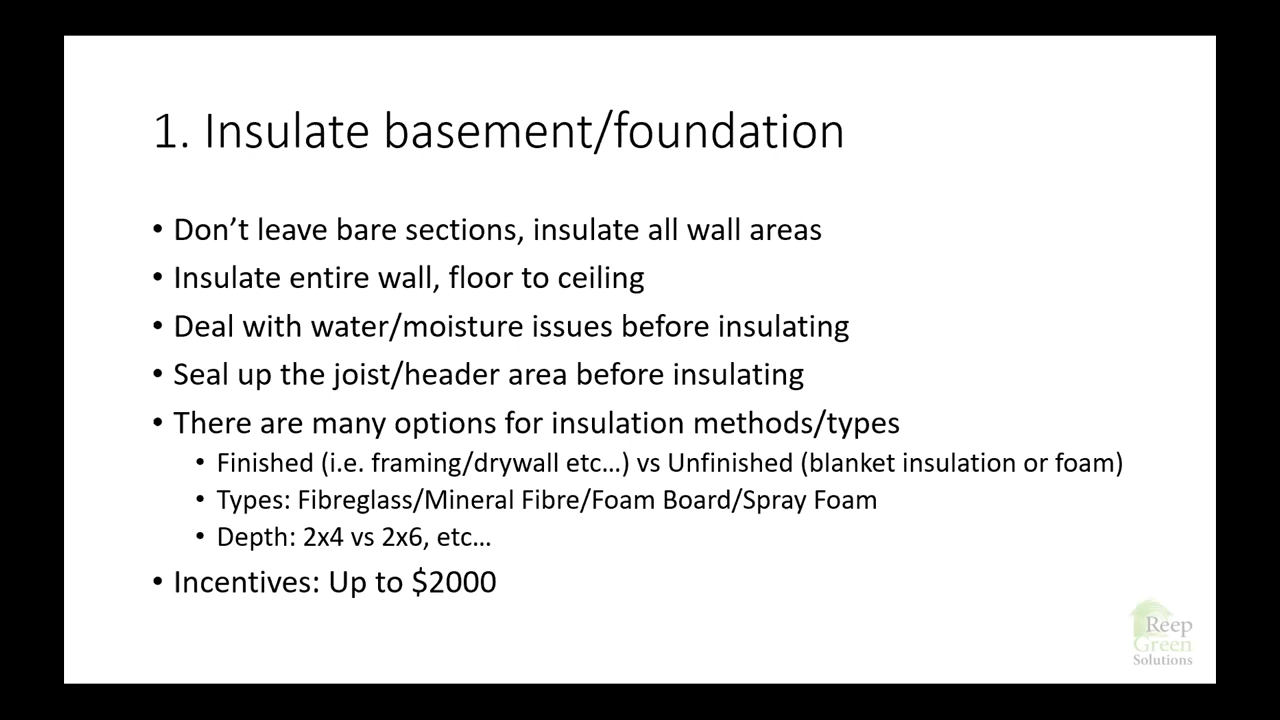 1. Insulate basement/foundation
• Don’t leave bare sections, insulate all wall areas
• Insulate entire wall, floor to ceiling
• Deal with water/moisture issues before insulating
• Seal up the joist/header area before insulating
• There are many options for insulation methods/types
• Finished (i.e. framing/drywall etc…) vs Unfinished (blanket insulation or foam)
• Types: Fibreglass/Mineral Fibre/Foam Board/Spray Foam
• Depth: 2x4 vs 2x6, etc…
• Incentives: Up to $2000
Reep
Green
Solutions